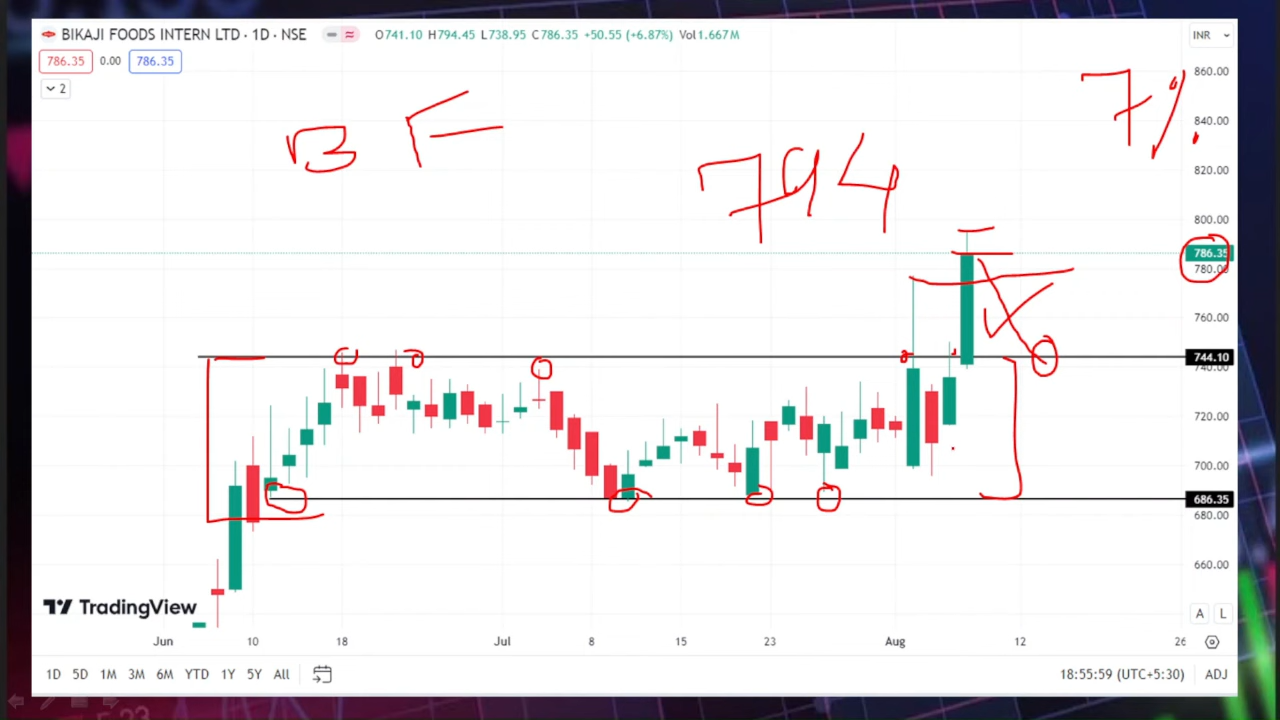 BIKAJI FOODS INTERN LTD · 1D · NSE O741.10 H794.45 L738.95 C786.35 +50.55 (+6.87%) Vol1.667M INR
786.35 0.00 786.35
2
860.00
7%
840.00
B F
820.00
794
800.00
786.35
780.00
760.00
744.10
740.00
720.00
700.00
686.35
680.00
660.00
TradingView
A L
Jun 10 18 Jul 8 15 23 Aug 12 26
1D 5D 1M 3M 6M YTD 1Y 5Y All 18:55:59 (UTC+5:30) ADJ